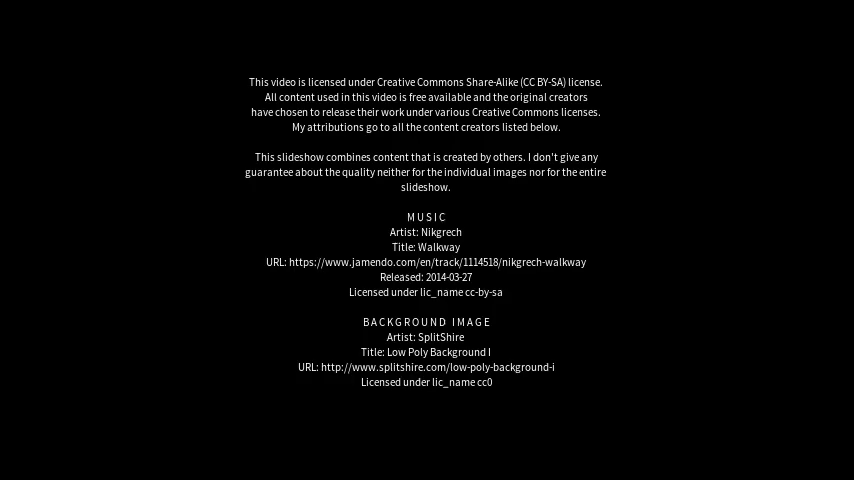 This video is licensed under Creative Commons Share-Alike (CC BY-SA) license.
All content used in this video is free available and the original creators
have chosen to release their work under various Creative Commons licenses.
My attributions go to all the content creators listed below.
This slideshow combines content that is created by others. I don't give any
guarantee about the quality neither for the individual images nor for the entire
slideshow.
MUSIC
Artist: Nikgrech
Title: Walkway
URL: https://www.jamendo.com/en/track/1114518/nikgrech-walkway
Released: 2014-03-27
Licensed under lic_name cc-by-sa
BACKGROUND IMAGE
Artist: SplitShire
Title: Low Poly Background I
URL: http://www.splitshire.com/low-poly-background-i
Licensed under lic_name cc0